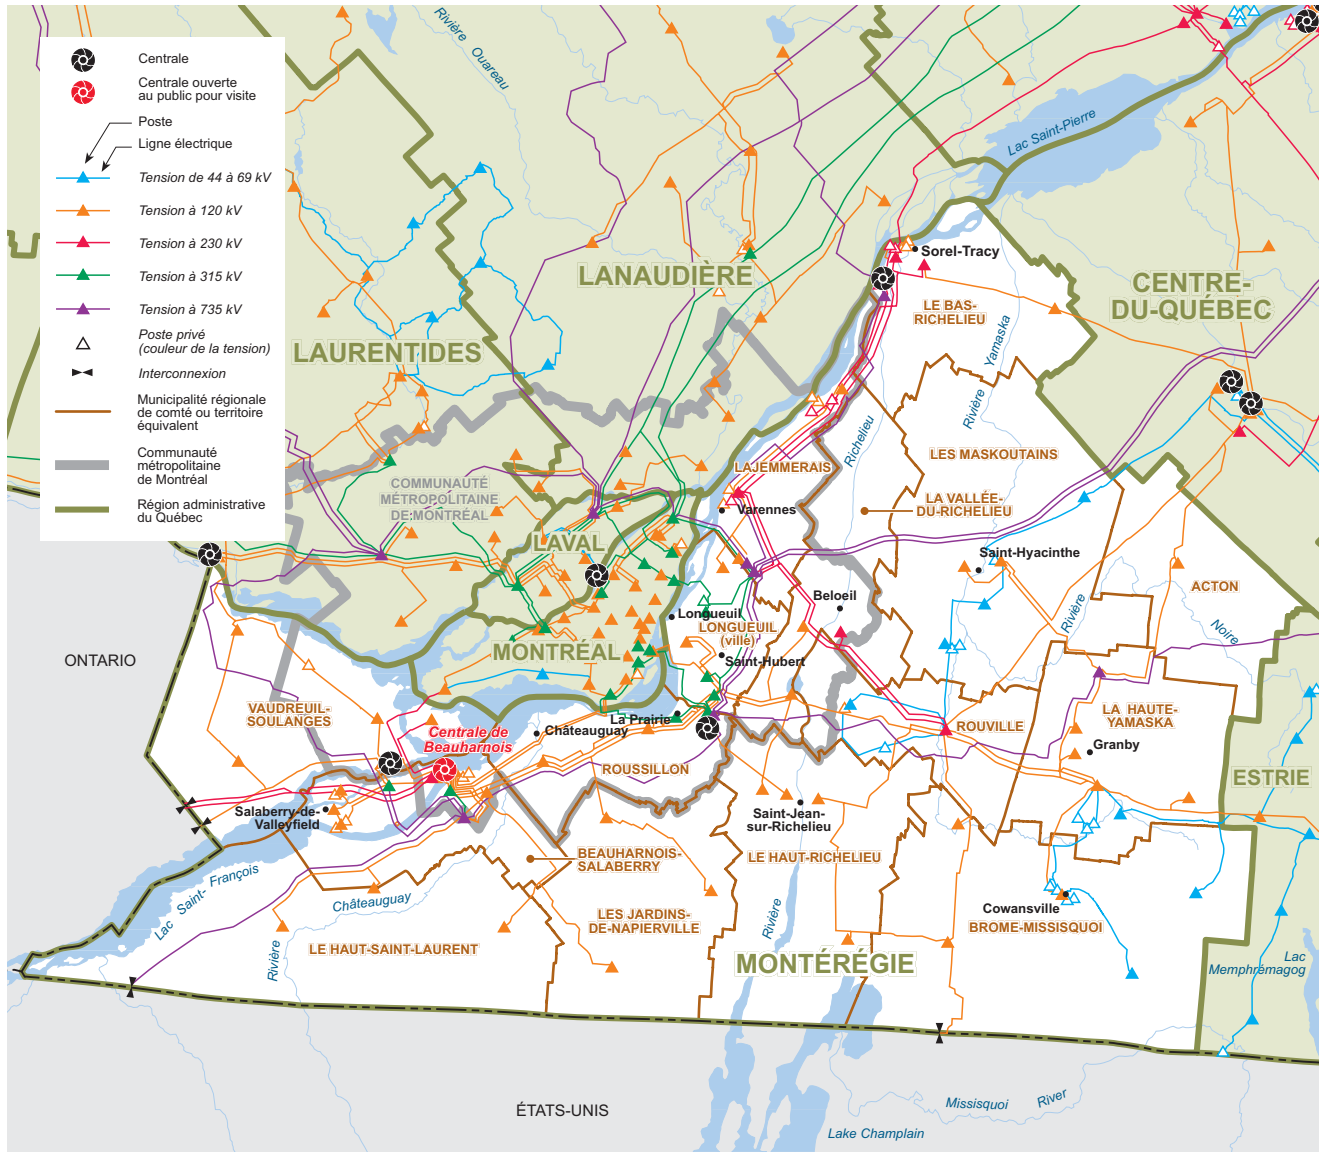 Centrale
Centrale ouverte
au public pour visite
Poste
Ligne électrique
Tension de 44 à 69 kV
Tension à 120 kV
Tension à 230 kV
Tension à 315 kV
Tension à 735 kV
Poste privé
(couleur de la tension)
Interconnexion
Municipalité régionale
de comté ou territoire
équivalent
Communauté
métropolitaine
de Montréal
Région administrative
du Québec
Rivière
Ouareau
Lac Saint-Pierre
Sorel-Tracy
LANAUDIÈRE
CENTRE-
DU-QUÉBEC
LE BAS-
RICHELIEU
Yamaska
Rivière
LAURENTIDES
Richelieu
LES MASKOUTAINS
LAJEMMERAIS
COMMUNAUTÉ
MÉTROPOLITAINE
DE MONTRÉAL
LA VALLÉE-
DU-RICHELIEU
Varennes
LAVAL
Saint-Hyacinthe
ACTON
Beloeil
Rivière
Noire
Longueuil
LONGUEUIL
(ville)
MONTRÉAL
Saint-Hubert
ONTARIO
VAUDREUIL-
SOULANGES
La Prairie
Châteauguay
Centrale de
Beauharnois
ROUVILLE
LA HAUTE-
YAMASKA
Granby
ROUSSILLON
ESTRIE
Salaberry-de-
Valleyfield
Saint-Jean-
sur-Richelieu
BEAUHARNOIS-
SALABERRY
LE HAUT-RICHELIEU
Lac Saint- François
Châteauguay
Rivière
LES JARDINS-
DE-NAPIERVILLE
Rivière
Cowansville
BROME-MISSISQUOI
LE HAUT-SAINT-LAURENT
MONTÉRÉGIE
Lac
Memphrémagog
ÉTATS-UNIS
Missisquoi River
Lake Champlain